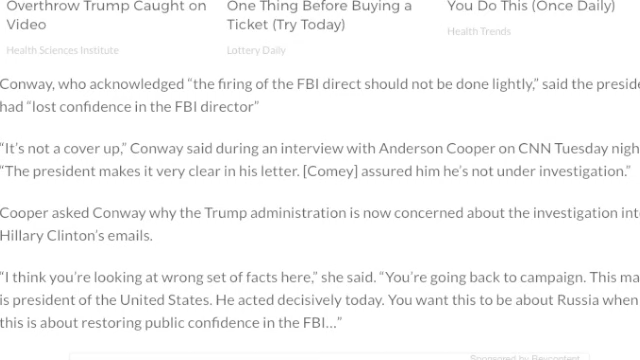 Overthrow Trump Caught on
Video
Health Sciences Institute
One Thing Before Buying a
Ticket (Try Today)
Lottery Daily
You Do This (Once Daily)
Health Trends
Conway, who acknowledged “the firing of the FBI direct should not be done lightly,” said the preside
had “lost confidence in the FBI director”
“It’s not a cover up,” Conway said during an interview with Anderson Cooper on CNN Tuesday nigh
“The president makes it very clear in his letter. [Comey] assured him he’s not under investigation.”
Cooper asked Conway why the Trump administration is now concerned about the investigation int
Hillary Clinton’s emails.
“I think you’re looking at wrong set of facts here,” she said. “You’re going back to campaign. This ma
is president of the United States. He acted decisively today. You want this to be about Russia when
this is about restoring public confidence in the FBI…”
Sponsored by Revcontent